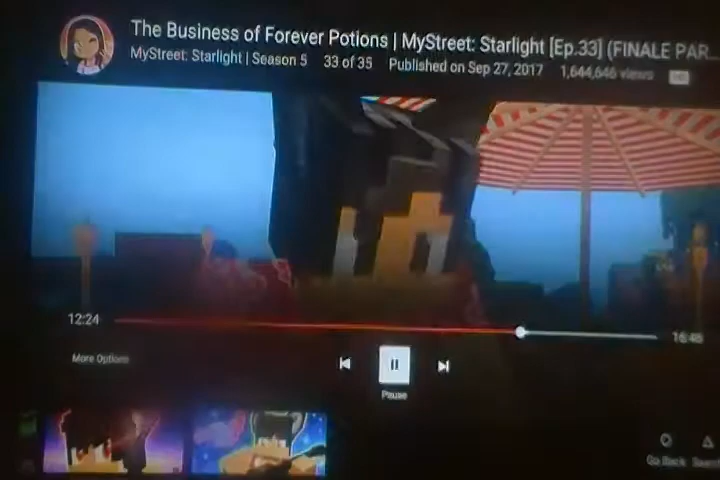 The Business of Forever Potions | MyStreet: Starlight [Ep.33] (FINALE PAR...
MyStreet: Starlight | Season 5 33 of 35 Published on Sep 27, 2017 1,644,646 views
12:24
16:46
More Options
Pause
Go Back